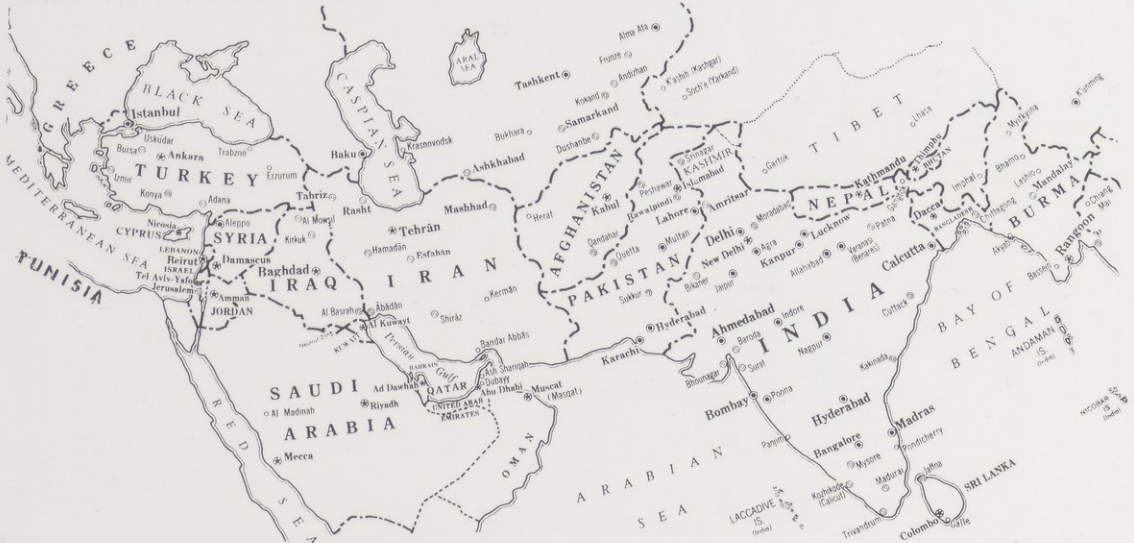 GREECE
BLACK SEA
Istanbul
Uskudar
Bursa
Ankara
Trabzon
TURKEY
Erzurum
Izmir
Konya
Adana
MEDITERRANEAN SEA
Nicosia
CYPRUS
Aleppo
SYRIA
LEBANON
Beirut
Damascus
ISRAEL
Tel Aviv-Yafo
Jerusalem
Amman
JORDAN
TUNISIA
CASPIAN SEA
ARAL
SEA
Baku
Krasnovodsk
Ashkhabad
Tabriz
Rasht
Mashhad
Tehrān
Al Mowsul
Kirkuk
Hamadān
Esfahan
Baghdad
IRAQ
IRAN
Kermān
Al Basrah
Ābādān
Shīrāz
Neutral Zone
KUWAIT
Al Kuwayt
Persian
Gulf
Bandar Abbās
BAHRAIN
Ash Shariqah
Dubayy
Ad Dawhah
QATAR
Abu Dhabi
UNITED ARAB
EMIRATES
Muscat
(Masqat)
OMAN
SAUDI
ARABIA
Al Madinah
Riyadh
Mecca
RED SEA
Alma Ata
Frunze
Tashkent
Andizhan
Kokand
K'ashih (Kashgar)
Soch'e (Yarkand)
Samarkand
Bukhara
Dushanbe
AFGHANISTAN
Herat
Kabul
Qandahar
Srinagar
KASHMIR
Peshawar
Islamabad
Rawalpindi
Lahore
Amritsar
Quetta
Multan
PAKISTAN
Sukkur
Hyderabad
Karachi
TIBET
Gartok
Lhasa
Kathmandu
NEPAL
Thimphu
BHUTAN
Delhi
New Delhi
Moradabad
Agra
Bikaner
Jaipur
Kanpur
Lucknow
Allahabad
Varanasi
(Benares)
Patna
Dacca
BANGLADESH
Chittagong
Imphal
Calcutta
Myitkyina
K'unming
Bhamo
Lashio
Mandalay
BURMA
Chiang
Mai
Akyab
Bassein
Rangoon
INDIA
Ahmedabad
Indore
Baroda
Bhounagar
Surat
Nagpur
Cuttack
Kakinada
Bombay
Poona
Hyderabad
Panjim
Bangalore
Madras
Pondicherry
Mysore
Kozhikode
(Calicut)
Madurai
Trivandrum
Jaffna
SRI LANKA
Colombo
Galle
BAY OF
BENGAL
ANDAMAN
IS.
(India)
NICOBAR
IS.
(India)
ARABIAN
SEA
LACCADIVE
IS.
(India)